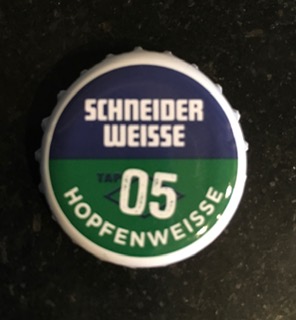 SCHNEIDER
WEISSE
TAP
05
HOPFENWEISSE